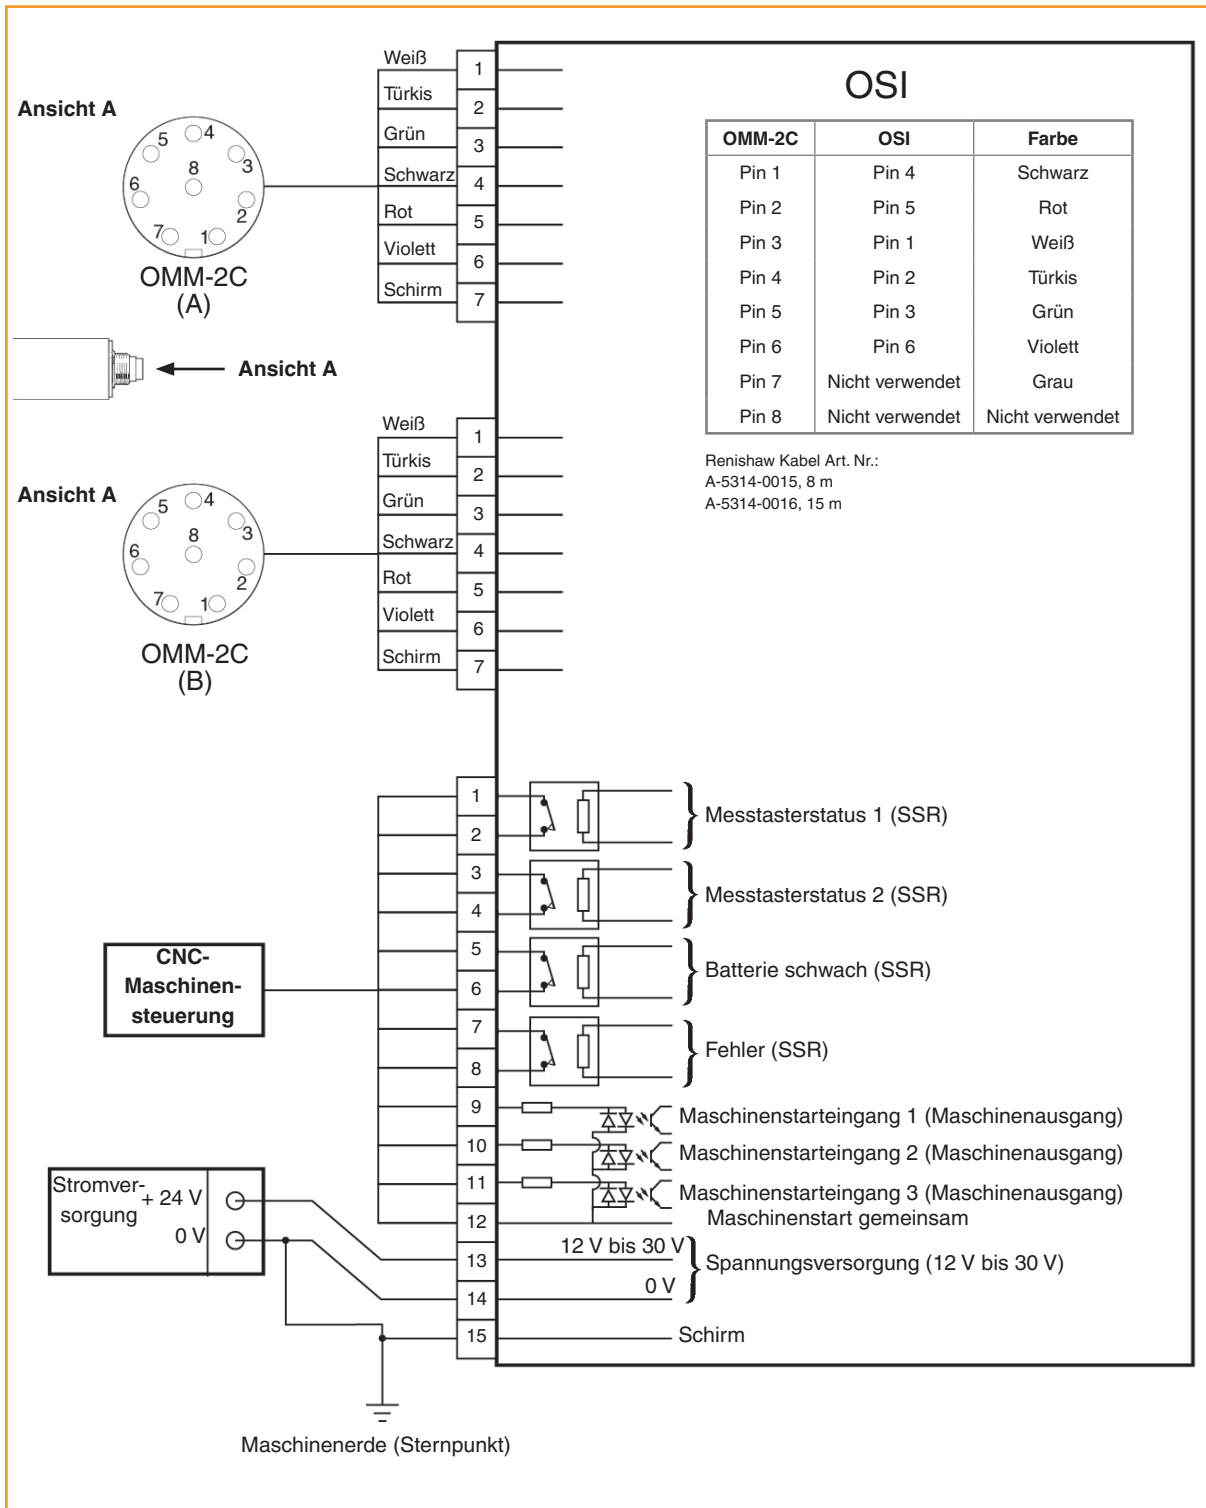 OSI
Ansicht A
5
4
3
8
6
2
7
1
OMM-2C
(A)
Weiß
1
Türkis
2
Grün
3
Schwarz
4
Rot
5
Violett
6
Schirm
7
OMM-2C OSI Farbe
Pin 1 Pin 4 Schwarz
Pin 2 Pin 5 Rot
Pin 3 Pin 1 Weiß
Pin 4 Pin 2 Türkis
Pin 5 Pin 3 Grün
Pin 6 Pin 6 Violett
Pin 7 Nicht verwendet Grau
Pin 8 Nicht verwendet Nicht verwendet
Renishaw Kabel Art. Nr.:
A-5314-0015, 8 m
A-5314-0016, 15 m
Ansicht A
Ansicht A
5
4
3
8
6
2
7
1
OMM-2C
(B)
Weiß
1
Türkis
2
Grün
3
Schwarz
4
Rot
5
Violett
6
Schirm
7
CNC-
Maschinen-
steuerung
1
2
Messtasterstatus 1 (SSR)
3
4
Messtasterstatus 2 (SSR)
5
6
Batterie schwach (SSR)
7
8
Fehler (SSR)
9
Maschinenstarteingang 1 (Maschinenausgang)
10
Maschinenstarteingang 2 (Maschinenausgang)
11
Maschinenstarteingang 3 (Maschinenausgang)
12
Maschinenstart gemeinsam
Stromver-
sorgung
+ 24 V
0 V
13
12 V bis 30 V
Spannungsversorgung (12 V bis 30 V)
14
0 V
15
Schirm
Maschinenerde (Sternpunkt)